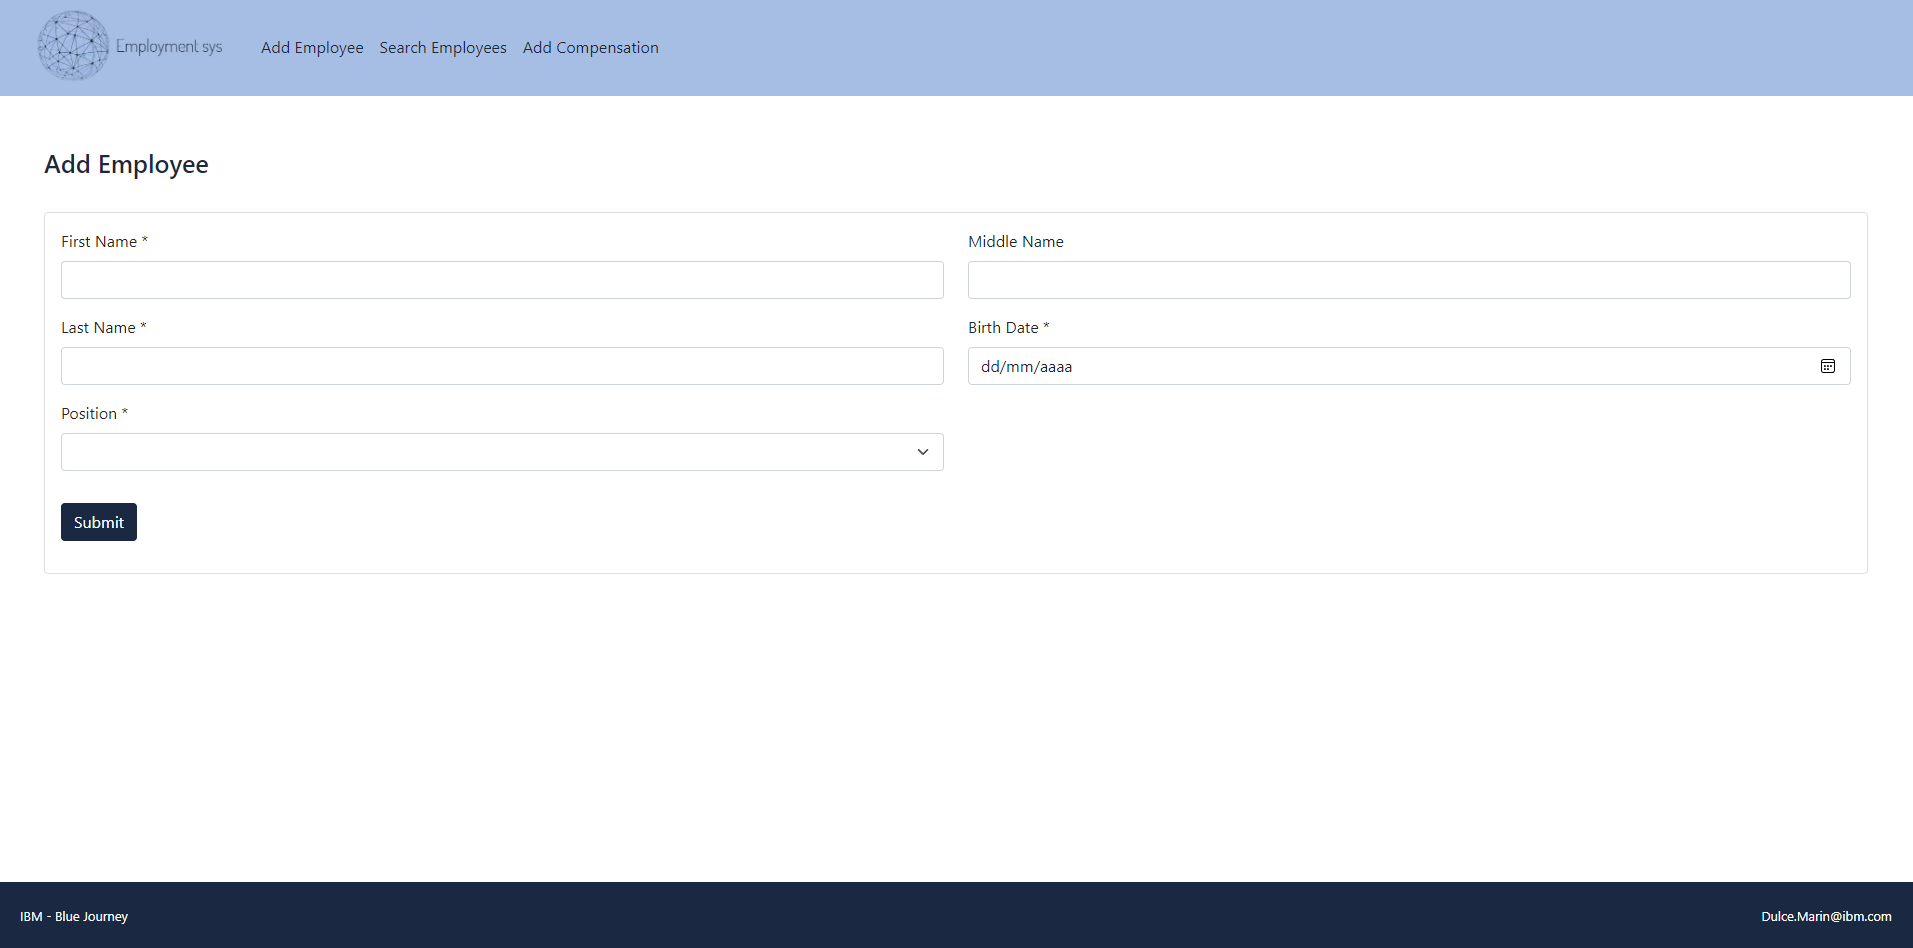 Employment sys
Add Employee Search Employees Add Compensation
Add Employee
First Name *
Middle Name
Last Name *
Birth Date *
dd/mm/aaaa
Position *
Submit
IBM - Blue Journey
Dulce.Marin@ibm.com